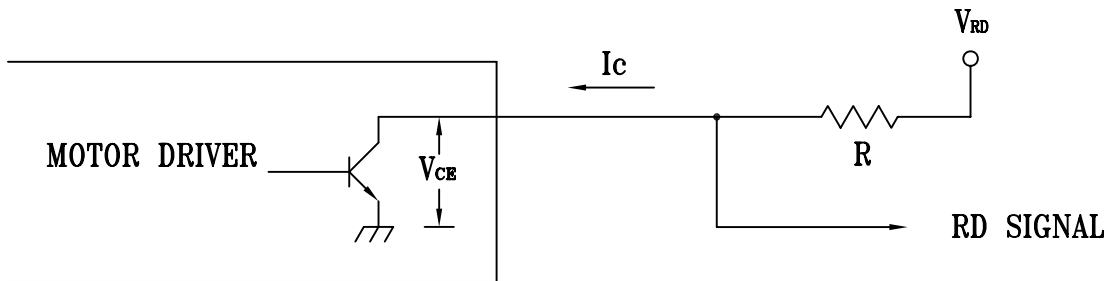 V_RD
Ic
MOTOR DRIVER
V_CE
R
RD SIGNAL